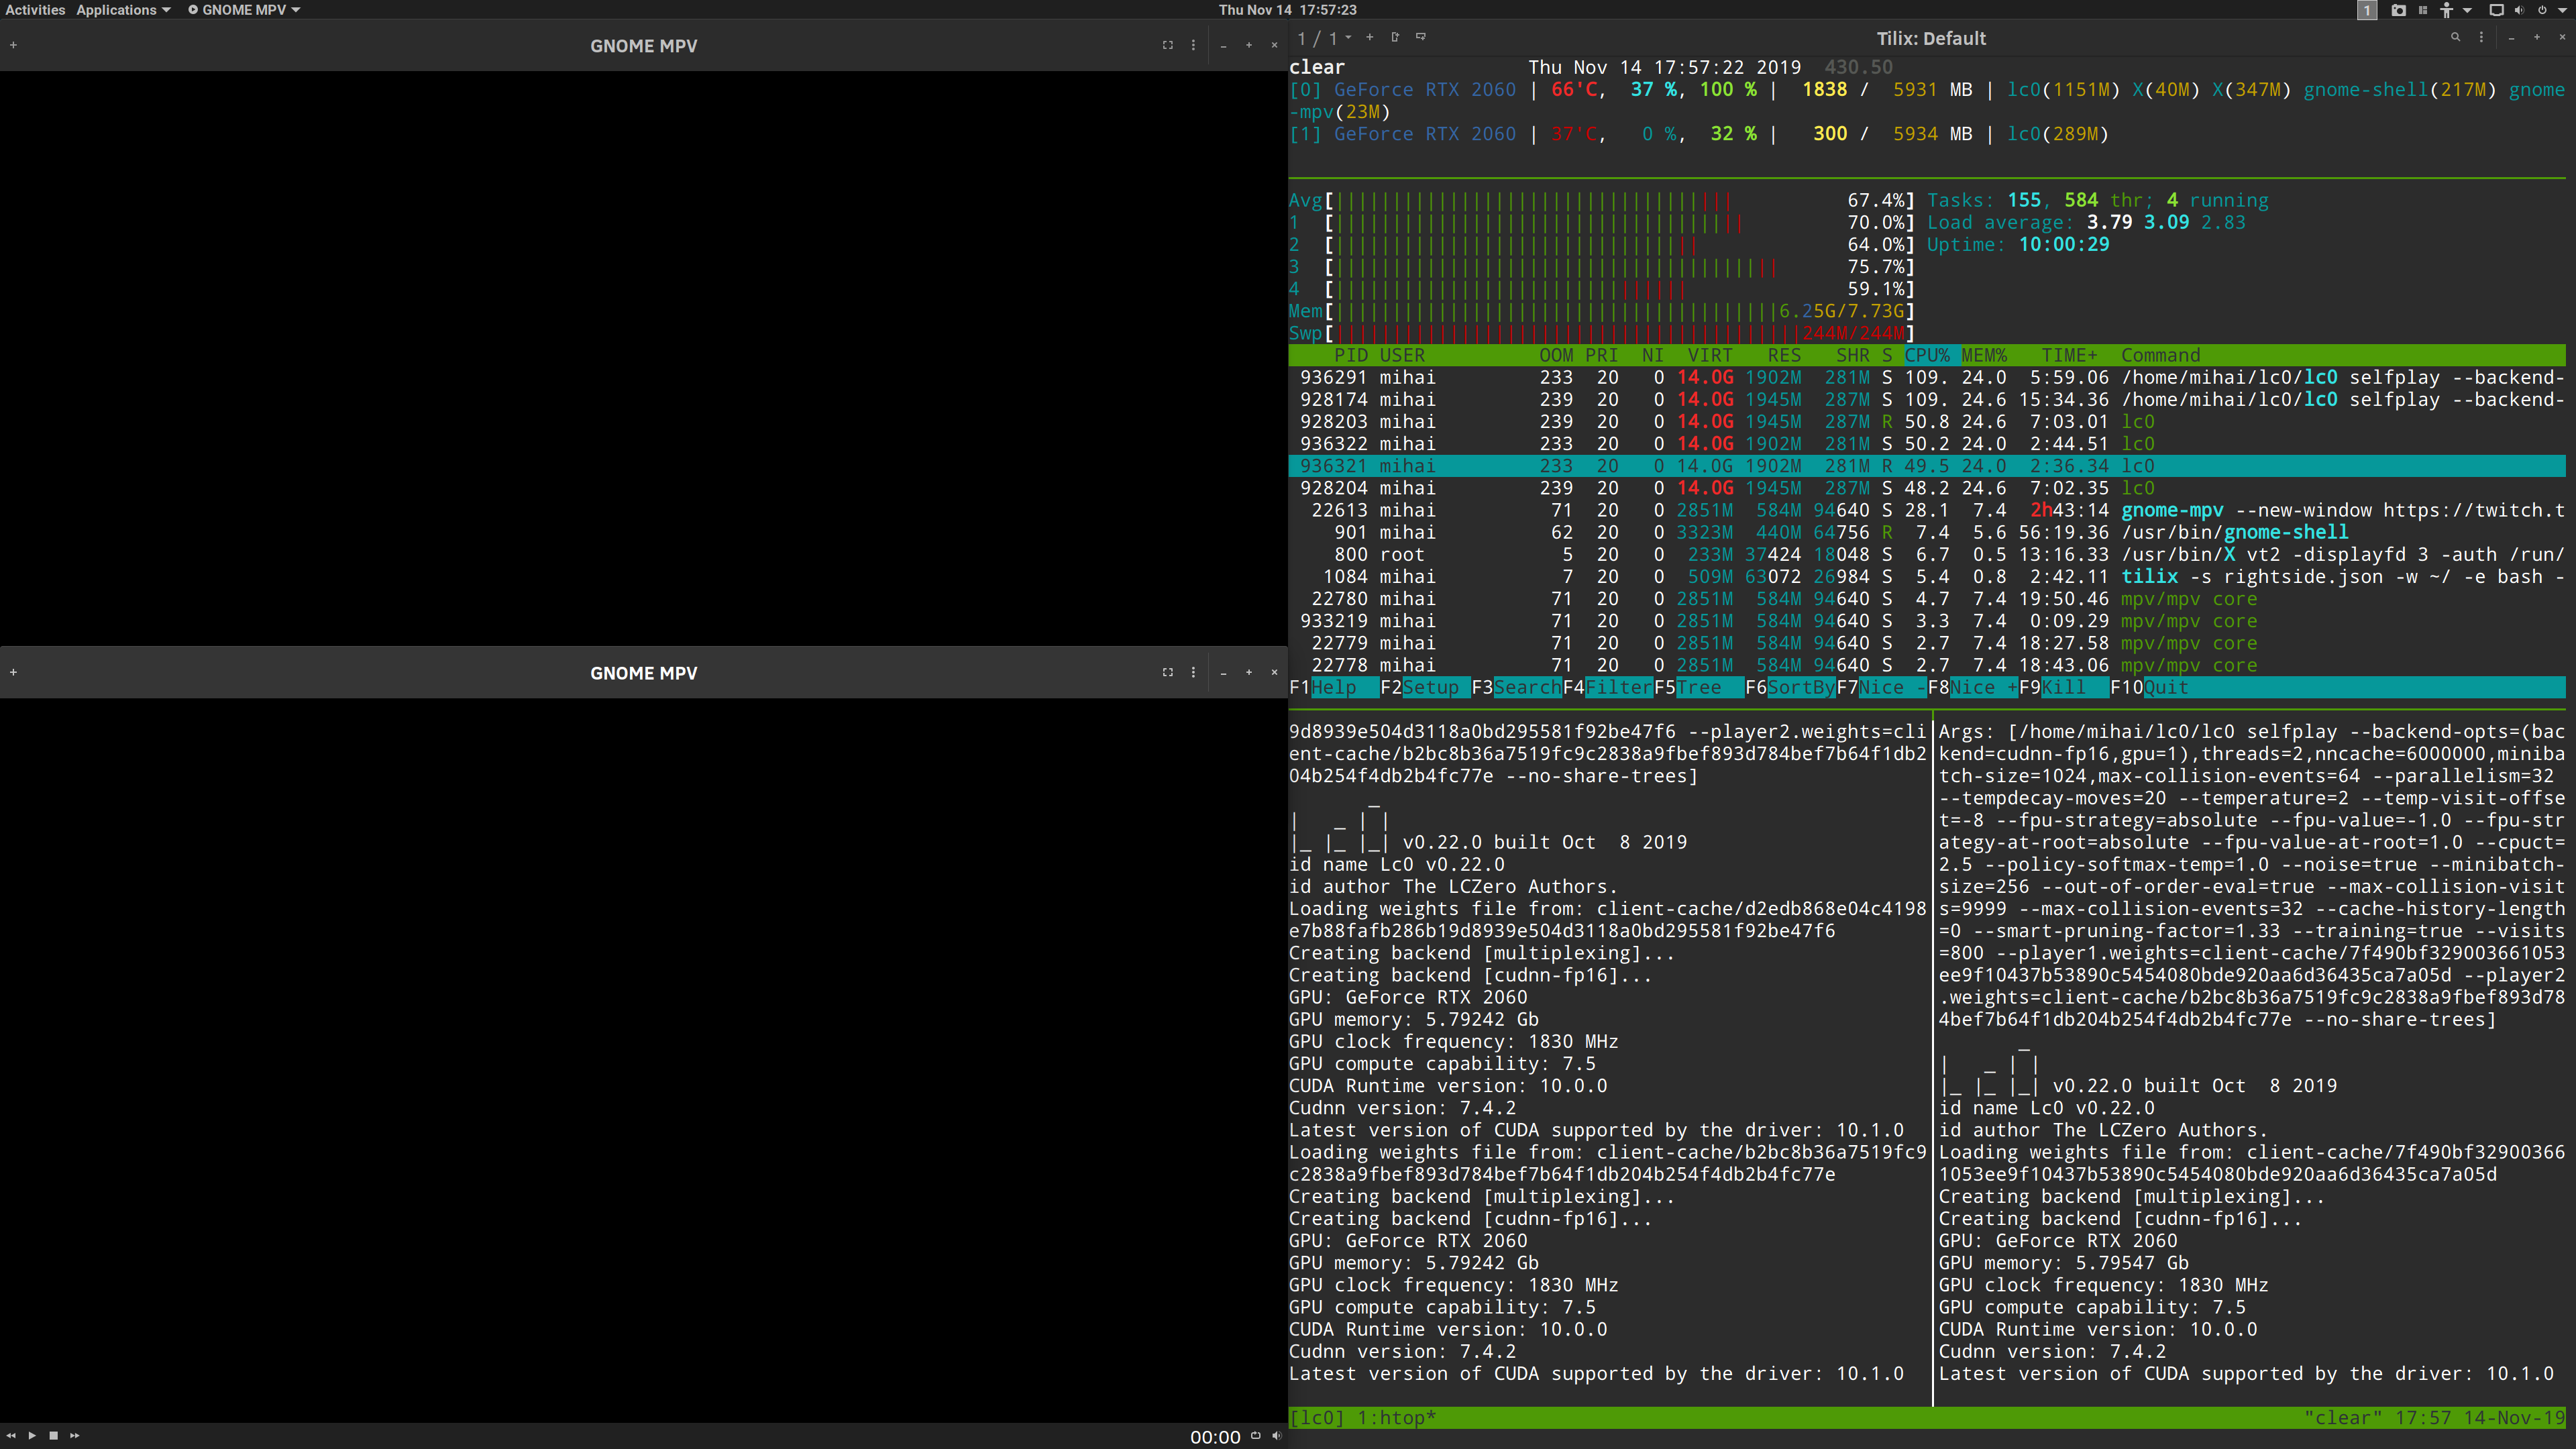 Activities Applications GNOME MPV Thu Nov 14 17:57:23 1
GNOME MPV
GNOME MPV
00:00
1 / 1 Tilix: Default
clear Thu Nov 14 17:57:22 2019 430.50
[0] GeForce RTX 2060 | 66'C, 37 %, 100 % | 1838 / 5931 MB | lc0(1151M) X(40M) X(347M) gnome-shell(217M) gnome
-mpv(23M)
[1] GeForce RTX 2060 | 37'C, 0 %, 32 % | 300 / 5934 MB | lc0(289M)
Avg[ 67.4%] Tasks: 155, 584 thr; 4 running
1 [ 70.0%] Load average: 3.79 3.09 2.83
2 [ 64.0%] Uptime: 10:00:29
3 [ 75.7%]
4 [ 59.1%]
Mem[ 6.25G/7.73G]
Swp[ 244M/244M]
PID USER OOM PRI NI VIRT RES SHR S CPU% MEM% TIME+ Command
936291 mihai 233 20 0 14.0G 1902M 281M S 109. 24.0 5:59.06 /home/mihai/lc0/lc0 selfplay --backend-
928174 mihai 239 20 0 14.0G 1945M 287M S 109. 24.6 15:34.36 /home/mihai/lc0/lc0 selfplay --backend-
928203 mihai 239 20 0 14.0G 1945M 287M R 50.8 24.6 7:03.01 lc0
936322 mihai 233 20 0 14.0G 1902M 281M S 50.2 24.0 2:44.51 lc0
936321 mihai 233 20 0 14.0G 1902M 281M R 49.5 24.0 2:36.34 lc0
928204 mihai 239 20 0 14.0G 1945M 287M S 48.2 24.6 7:02.35 lc0
22613 mihai 71 20 0 2851M 584M 94640 S 28.1 7.4 2h43:14 gnome-mpv --new-window https://twitch.t
901 mihai 62 20 0 3323M 440M 64756 R 7.4 5.6 56:19.36 /usr/bin/gnome-shell
800 root 5 20 0 233M 37424 18048 S 6.7 0.5 13:16.33 /usr/bin/X vt2 -displayfd 3 -auth /run/
1084 mihai 7 20 0 509M 63072 26984 S 5.4 0.8 2:42.11 tilix -s rightside.json -w ~/ -e bash -
22780 mihai 71 20 0 2851M 584M 94640 S 4.7 7.4 19:50.46 mpv/mpv core
933219 mihai 71 20 0 2851M 584M 94640 S 3.3 7.4 0:09.29 mpv/mpv core
22779 mihai 71 20 0 2851M 584M 94640 S 2.7 7.4 18:27.58 mpv/mpv core
22778 mihai 71 20 0 2851M 584M 94640 S 2.7 7.4 18:43.06 mpv/mpv core
F1Help F2Setup F3SearchF4FilterF5Tree F6SortByF7Nice -F8Nice +F9Kill F10Quit
9d8939e504d3118a0bd295581f92be47f6 --player2.weights=cli
ent-cache/b2bc8b36a7519fc9c2838a9fbef893d784bef7b64f1db2
04b254f4db2b4fc77e --no-share-trees]
_
| _ | |
|_ |_ |_| v0.22.0 built Oct 8 2019
id name Lc0 v0.22.0
id author The LCZero Authors.
Loading weights file from: client-cache/d2edb868e04c4198
e7b88fafb286b19d8939e504d3118a0bd295581f92be47f6
Creating backend [multiplexing]...
Creating backend [cudnn-fp16]...
GPU: GeForce RTX 2060
GPU memory: 5.79242 Gb
GPU clock frequency: 1830 MHz
GPU compute capability: 7.5
CUDA Runtime version: 10.0.0
Cudnn version: 7.4.2
Latest version of CUDA supported by the driver: 10.1.0
Loading weights file from: client-cache/b2bc8b36a7519fc9
c2838a9fbef893d784bef7b64f1db204b254f4db2b4fc77e
Creating backend [multiplexing]...
Creating backend [cudnn-fp16]...
GPU: GeForce RTX 2060
GPU memory: 5.79242 Gb
GPU clock frequency: 1830 MHz
GPU compute capability: 7.5
CUDA Runtime version: 10.0.0
Cudnn version: 7.4.2
Latest version of CUDA supported by the driver: 10.1.0
Args: [/home/mihai/lc0/lc0 selfplay --backend-opts=(bac
kend=cudnn-fp16,gpu=1),threads=2,nncache=6000000,miniba
tch-size=1024,max-collision-events=64 --parallelism=32
--tempdecay-moves=20 --temperature=2 --temp-visit-offse
t=-8 --fpu-strategy=absolute --fpu-value=-1.0 --fpu-str
ategy-at-root=absolute --fpu-value-at-root=1.0 --cpuct=
2.5 --policy-softmax-temp=1.0 --noise=true --minibatch-
size=256 --out-of-order-eval=true --max-collision-visit
s=9999 --max-collision-events=32 --cache-history-length
=0 --smart-pruning-factor=1.33 --training=true --visits
=800 --player1.weights=client-cache/7f490bf329003661053
ee9f10437b53890c5454080bde920aa6d36435ca7a05d --player2
.weights=client-cache/b2bc8b36a7519fc9c2838a9fbef893d78
4bef7b64f1db204b254f4db2b4fc77e --no-share-trees]
_
| _ | |
|_ |_ |_| v0.22.0 built Oct 8 2019
id name Lc0 v0.22.0
id author The LCZero Authors.
Loading weights file from: client-cache/7f490bf32900366
1053ee9f10437b53890c5454080bde920aa6d36435ca7a05d
Creating backend [multiplexing]...
Creating backend [cudnn-fp16]...
GPU: GeForce RTX 2060
GPU memory: 5.79547 Gb
GPU clock frequency: 1830 MHz
GPU compute capability: 7.5
CUDA Runtime version: 10.0.0
Cudnn version: 7.4.2
Latest version of CUDA supported by the driver: 10.1.0
[lc0] 1:htop* "clear" 17:57 14-Nov-19